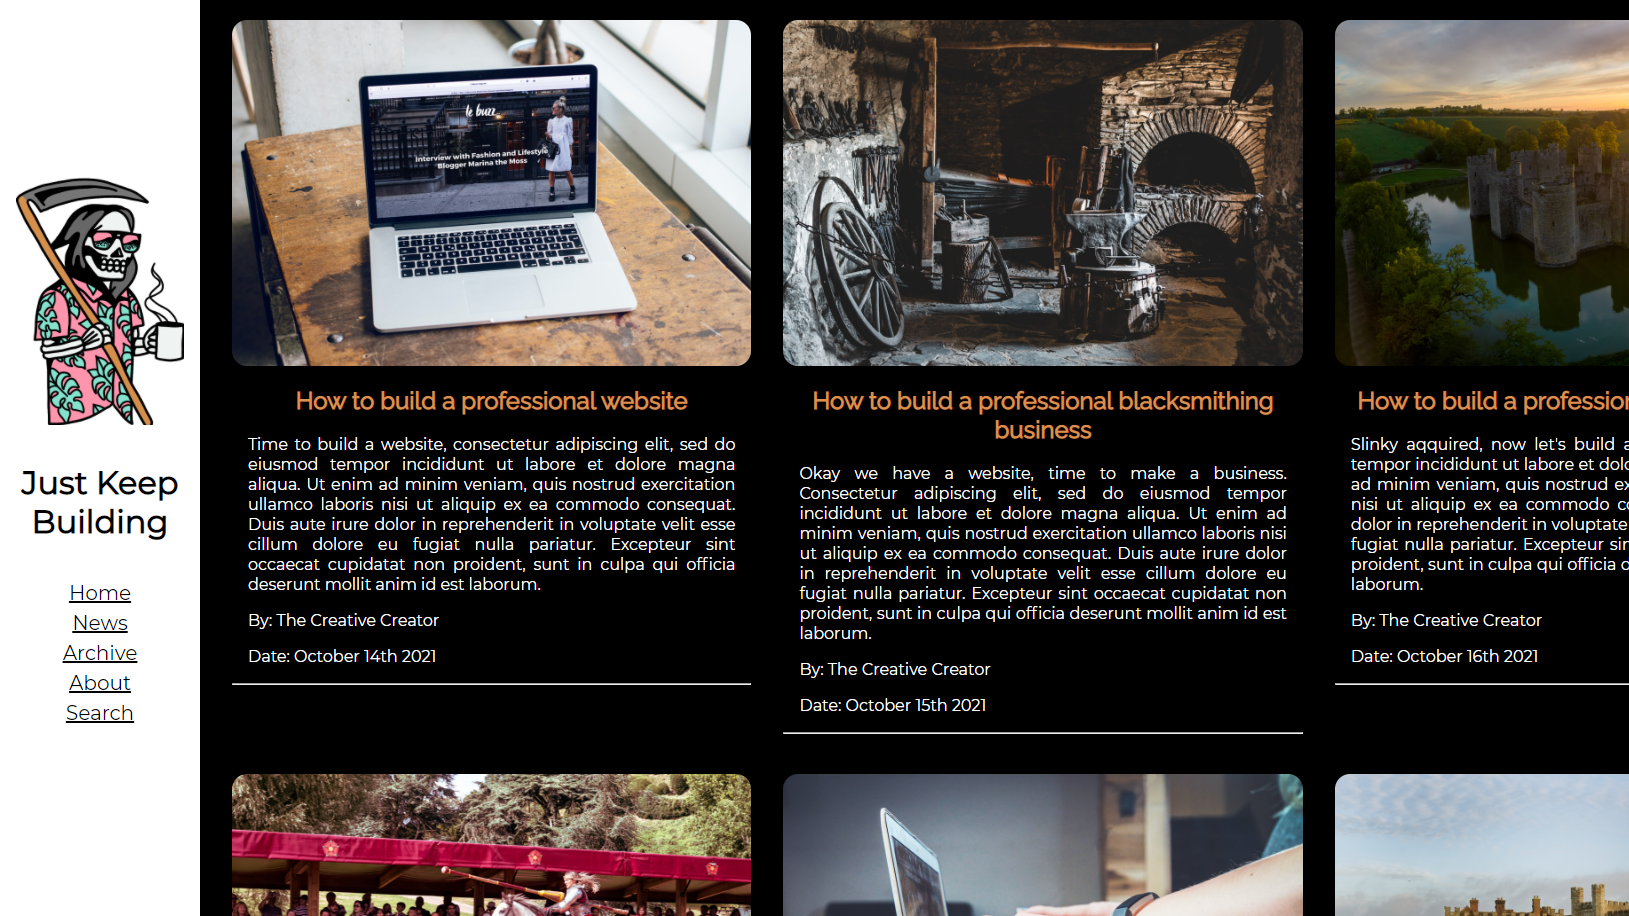 Just Keep
Building
Home
News
Archive
About
Search
le buzz
Interview with Fashion and Lifestyle
Blogger Marina the Moss
How to build a professional website
Time to build a website, consectetur adipiscing elit, sed do
eiusmod tempor incididunt ut labore et dolore magna
aliqua. Ut enim ad minim veniam, quis nostrud exercitation
ullamco laboris nisi ut aliquip ex ea commodo consequat.
Duis aute irure dolor in reprehenderit in voluptate velit esse
cillum dolore eu fugiat nulla pariatur. Excepteur sint
occaecat cupidatat non proident, sunt in culpa qui officia
deserunt mollit anim id est laborum.
By: The Creative Creator
Date: October 14th 2021
How to build a professional blacksmithing
business
Okay we have a website, time to make a business.
Consectetur adipiscing elit, sed do eiusmod tempor
incididunt ut labore et dolore magna aliqua. Ut enim ad
minim veniam, quis nostrud exercitation ullamco laboris nisi
ut aliquip ex ea commodo consequat. Duis aute irure dolor
in reprehenderit in voluptate velit esse cillum dolore eu
fugiat nulla pariatur. Excepteur sint occaecat cupidatat non
proident, sunt in culpa qui officia deserunt mollit anim id est
laborum.
By: The Creative Creator
Date: October 15th 2021
How to build a
Slinky aqquired, now let's build
tempor incididunt ut labore et
ad minim veniam, quis nostrud
nisi ut aliquip ex ea commodo
dolor in reprehenderit in voluptate
fugiat nulla pariatur. Excepteur
proident, sunt in culpa qui officia
laborum.
By: The Creative Creator
Date: October 16th 2021